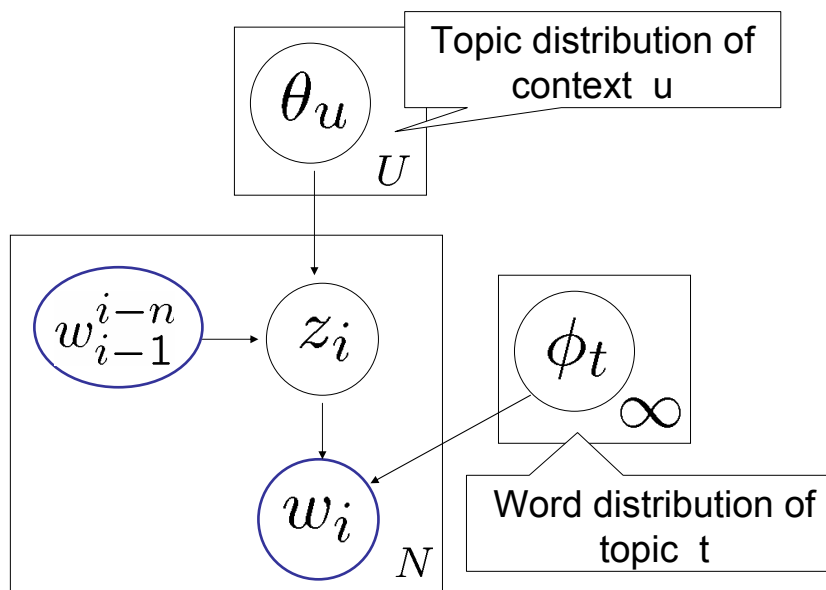 Topic distribution of
context u
θ_u
U
w_{i-1}^{i-n}
z_i
ϕ_t
∞
w_i
N
Word distribution of
topic t